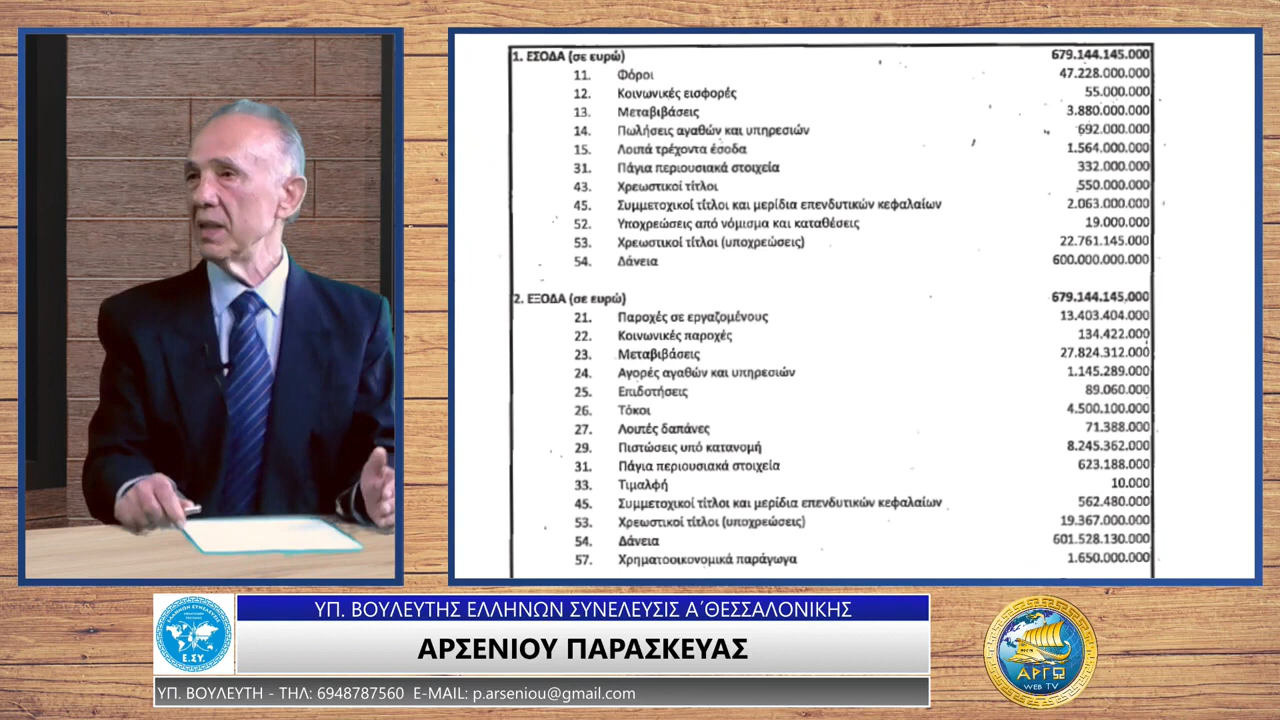 1. ΕΣΟΔΑ (σε ευρώ) 679.144.145.000
11. Φόροι 47.228.000.000
12. Κοινωνικές εισφορές 55.000.000
13. Μεταβιβάσεις 3.880.000.000
14. Πωλήσεις αγαθών και υπηρεσιών 692.000.000
15. Λοιπά τρέχοντα έσοδα 1.564.000.000
31. Πάγια περιουσιακά στοιχεία 332.000.000
43. Χρεωστικοί τίτλοι 550.000.000
45. Συμμετοχικοί τίτλοι και μερίδια επενδυτικών κεφαλαίων 2.063.000.000
52. Υποχρεώσεις από νόμισμα και καταθέσεις 19.000.000
53. Χρεωστικοί τίτλοι (υποχρεώσεις) 22.761.145.000
54. Δάνεια 600.000.000.000
2. ΕΞΟΔΑ (σε ευρώ) 679.144.145.000
21. Παροχές σε εργαζομένους 13.403.404.000
22. Κοινωνικές παροχές 134.422.000
23. Μεταβιβάσεις 27.824.312.000
24. Αγορές αγαθών και υπηρεσιών 1.145.289.000
25. Επιδοτήσεις 89.060.000
26. Τόκοι 4.500.100.000
27. Λοιπές δαπάνες 71.388.000
29. Πιστώσεις υπό κατανομή 8.245.362.000
31. Πάγια περιουσιακά στοιχεία 623.188.000
33. Τιμαλφή 10.000
45. Συμμετοχικοί τίτλοι και μερίδια επενδυτικών κεφαλαίων 562.480.000
53. Χρεωστικοί τίτλοι (υποχρεώσεις) 19.367.000.000
54. Δάνεια 601.528.130.000
57. Χρηματοοικονομικά παράγωγα 1.650.000.000
ΥΠ. ΒΟΥΛΕΥΤΗΣ ΕΛΛΗΝΩΝ ΣΥΝΕΛΕΥΣΙΣ Α΄ΘΕΣΣΑΛΟΝΙΚΗΣ
ΑΡΣΕΝΙΟΥ ΠΑΡΑΣΚΕΥΑΣ
ΥΠ. ΒΟΥΛΕΥΤΗ - ΤΗΛ: 6948787560 E-MAIL: p.arseniou@gmail.com
ΕΛΛΗΝΩΝ ΣΥΝΕΛΕΥΣΙΣ
Ε.ΣΥ.
ΑΡΓΩ
WEB TV